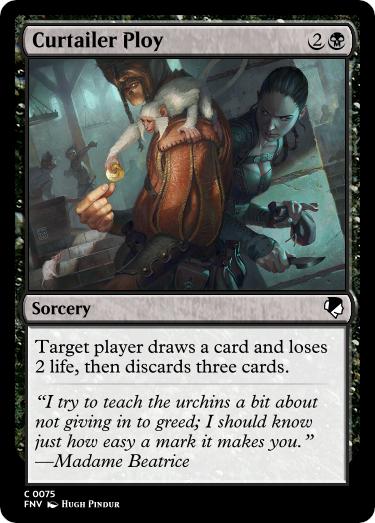 Curtailer Ploy 2
Sorcery
Target player draws a card and loses
2 life, then discards three cards.
“I try to teach the urchins a bit about
not giving in to greed; I should know
just how easy a mark it makes you.”
—Madame Beatrice
C 0075
FNV Hugh Pindur